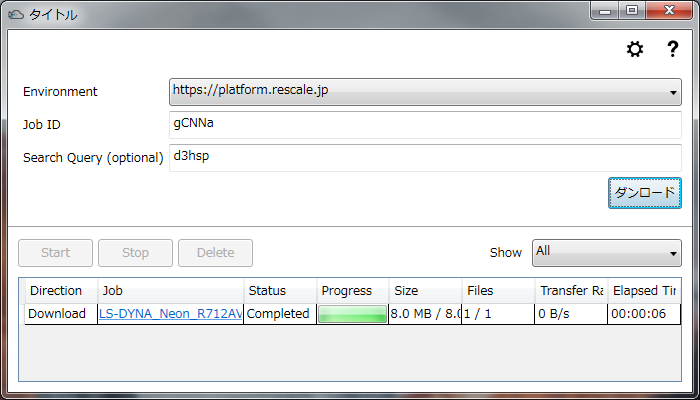 タイトル
?
Environment https://platform.rescale.jp
Job ID gCNNa
Search Query (optional) d3hsp
ダンロード
Start Stop Delete Show All
Direction Job Status Progress Size Files Transfer Ra Elapsed Tin
Download LS-DYNA_Neon_R712AV Completed 8.0 MB / 8.0 1 / 1 0 B/s 00:00:06